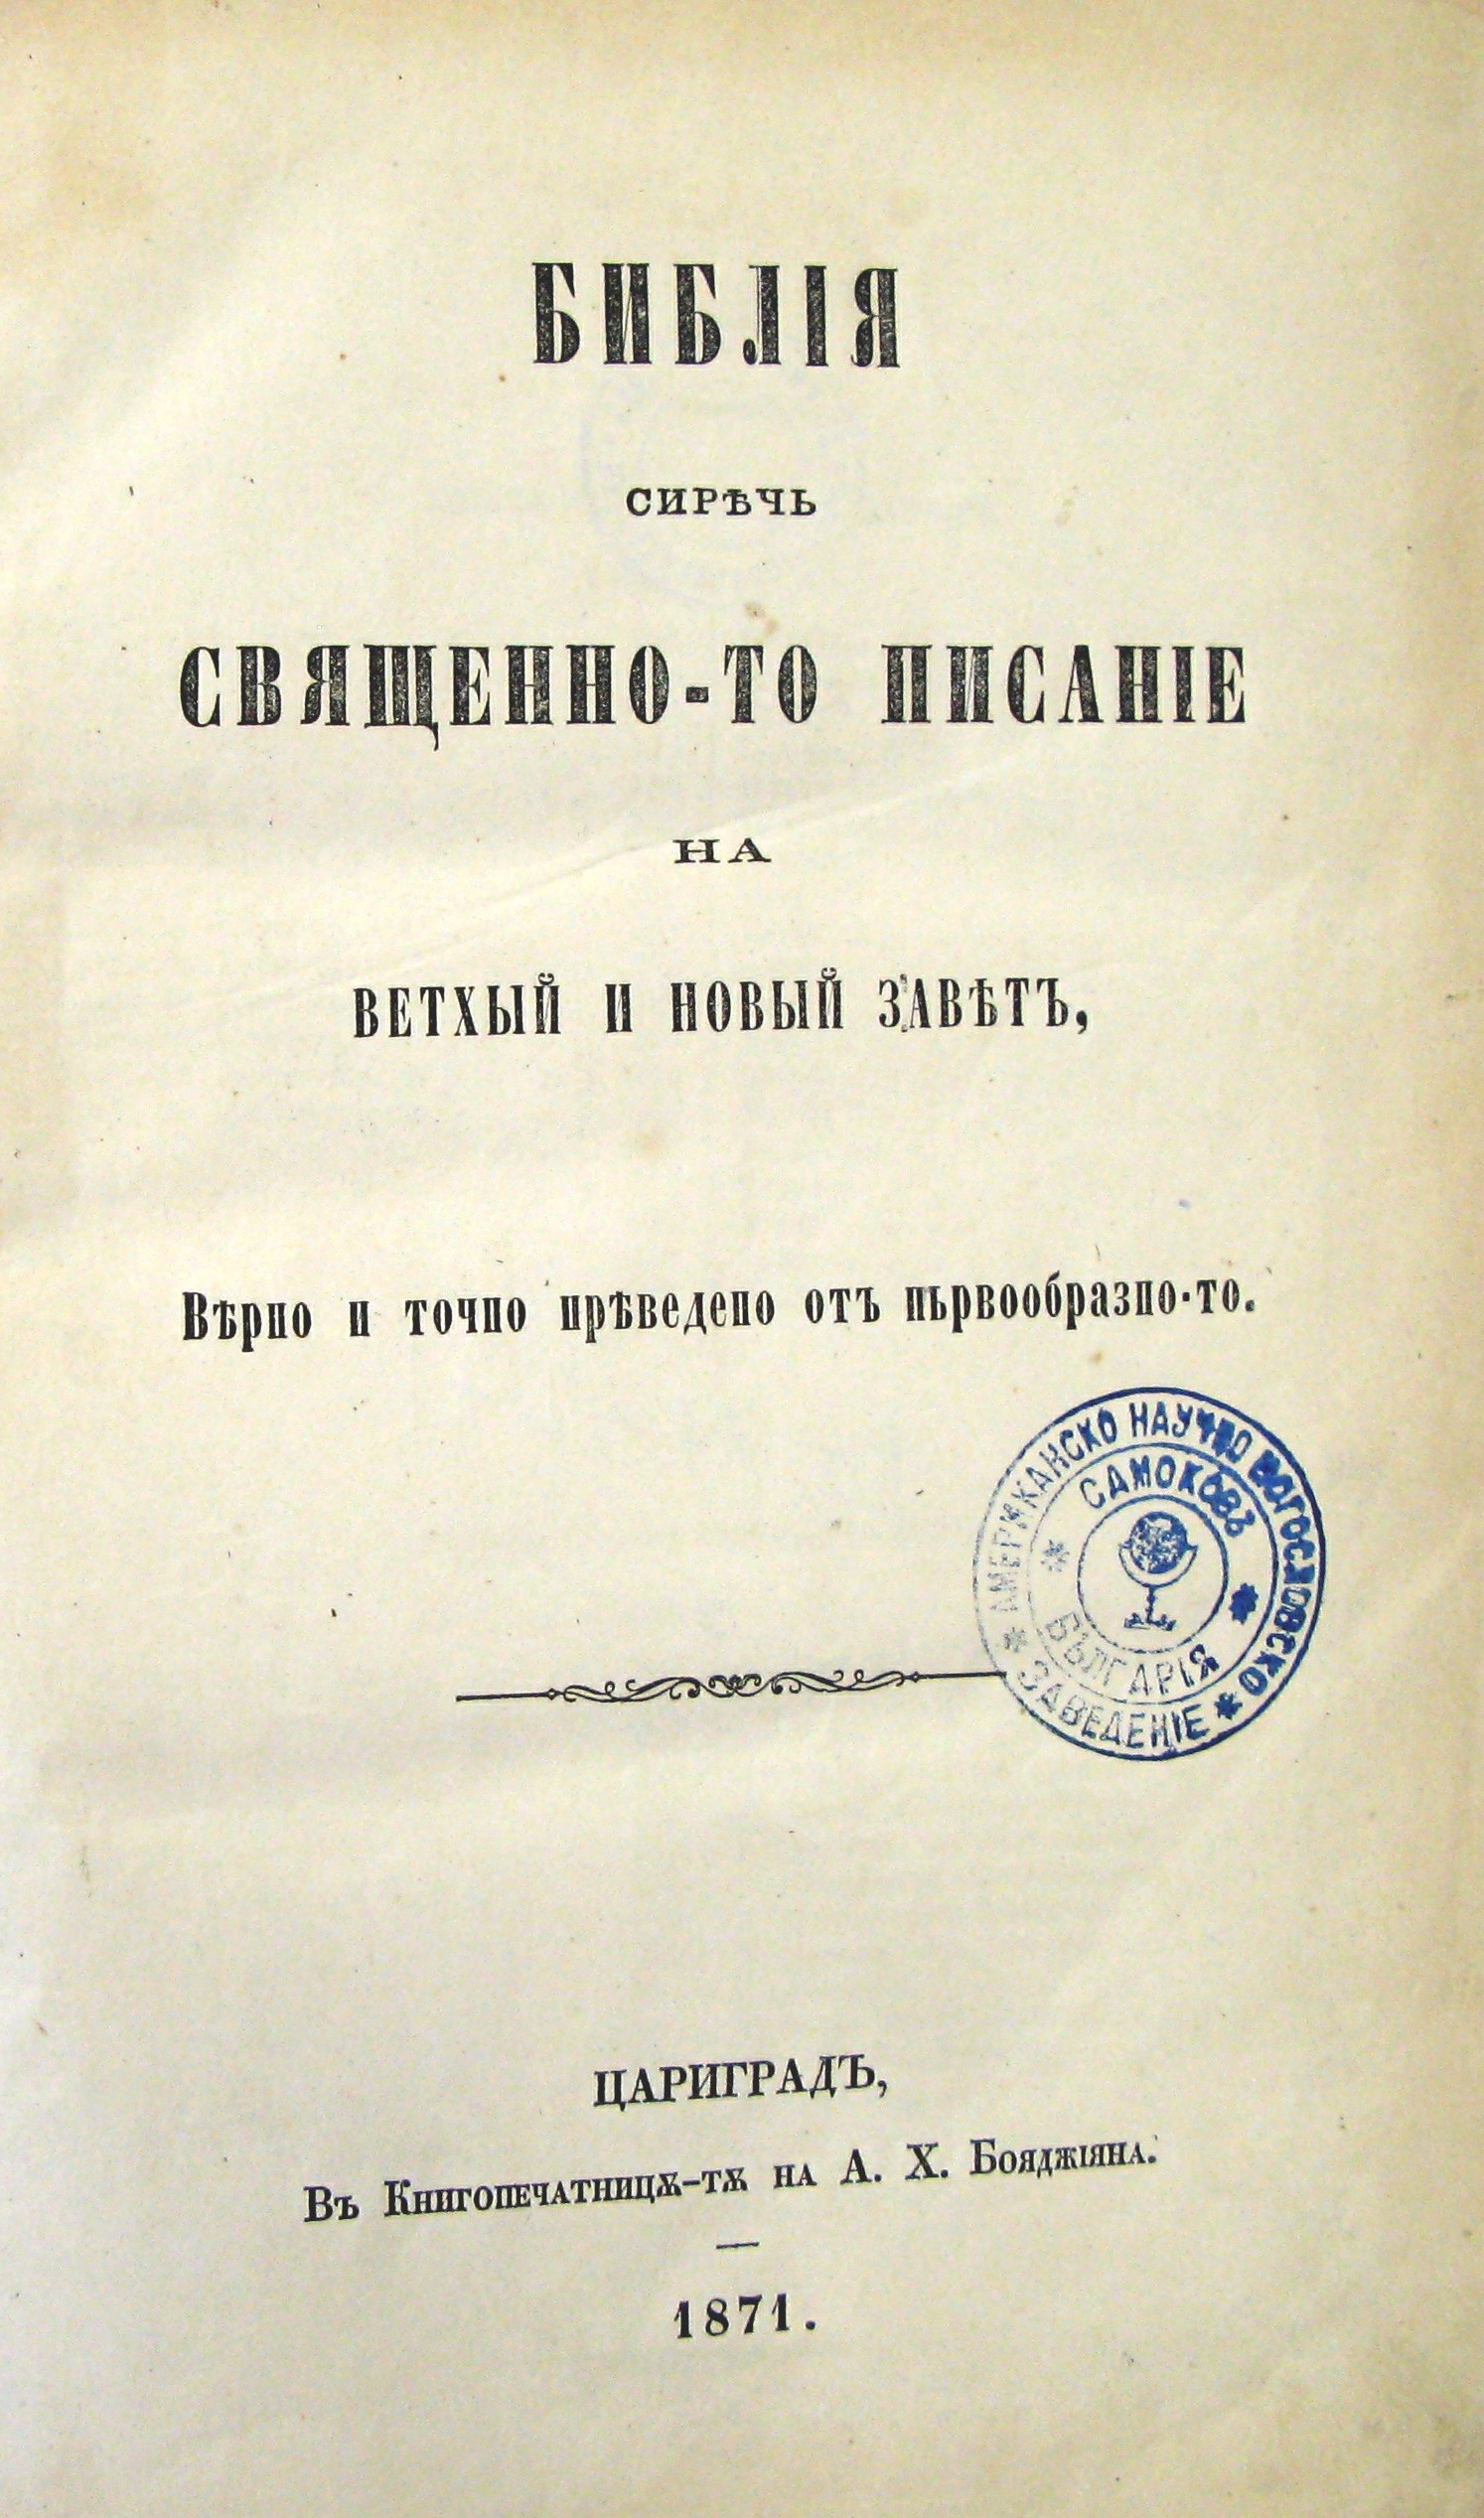 БИБЛІЯ
СИРѢЧЬ
СВЯЩЕННО-ТО ПИСАНІЕ
НА
ВЕТХЫЙ И НОВЫЙ ЗАВѢТЪ,
Вѣрно и точно прѣведено отъ пьрвообразно-то.
АМЕРИКАНСКО НАУЧНО БОГОСЛОВСКО
ЗАВЕДЕНІЕ
САМОКОВЪ
БЪЛГАРІЯ
ЦАРИГРАДЪ,
Въ Книгопечатницѫ-тѫ на А. Х. Бояджіяна.
1871.